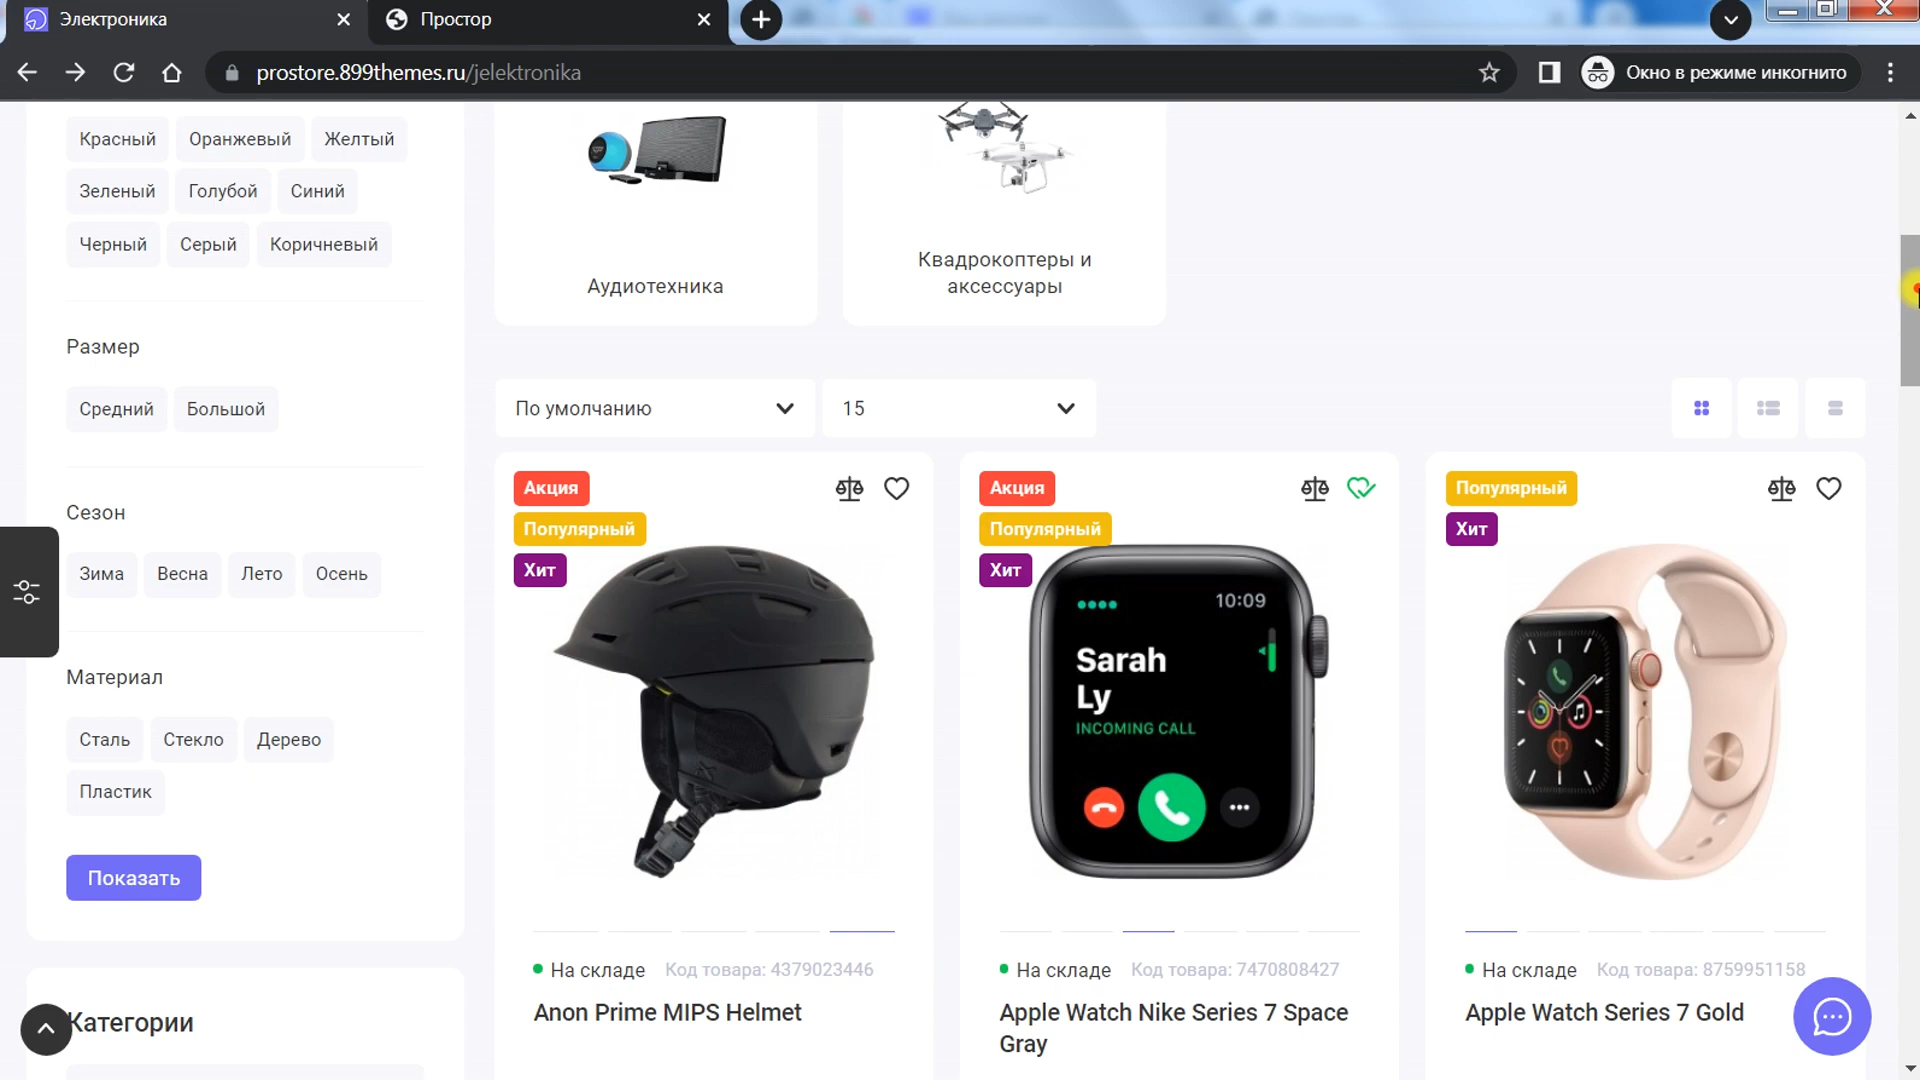 Электроника
Простор
prostore.899themes.ru/jelektronika
Окно в режиме инкогнито
Красный Оранжевый Желтый
Зеленый Голубой Синий
Черный Серый Коричневый
Размер
Средний Большой
Сезон
Зима Весна Лето Осень
Материал
Сталь Стекло Дерево
Пластик
Показать
Категории
Аудиотехника
Квадрокоптеры и
аксессуары
По умолчанию
15
Акция
Популярный
Хит
На складе Код товара: 4379023446
Anon Prime MIPS Helmet
Акция
Популярный
Хит
10:09
Sarah
Ly
INCOMING CALL
На складе Код товара: 7470808427
Apple Watch Nike Series 7 Space
Gray
Популярный
Хит
На складе Код товара: 8759951158
Apple Watch Series 7 Gold